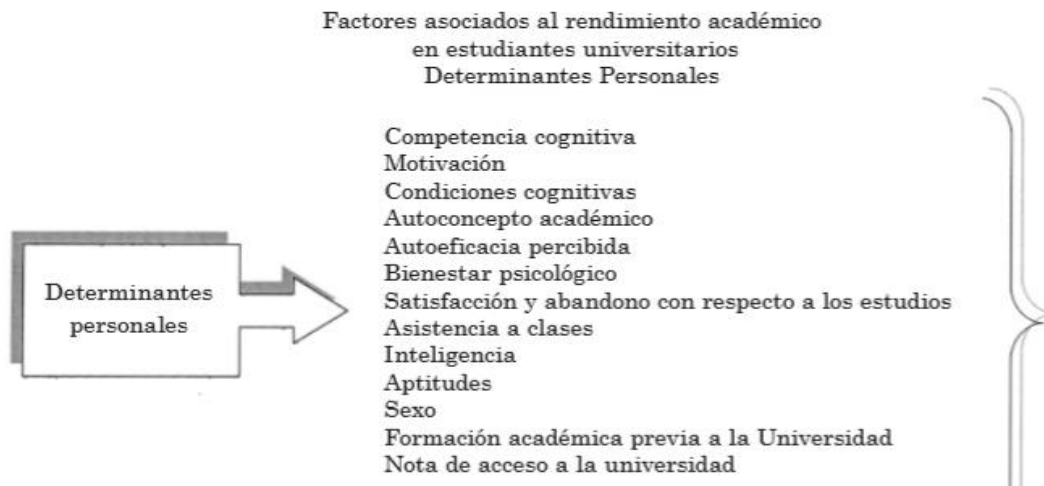 Factores asociados al rendimiento académico
en estudiantes universitarios
Determinantes Personales
Determinantes
personales
Competencia cognitiva
Motivación
Condiciones cognitivas
Autoconcepto académico
Autoeficacia percibida
Bienestar psicológico
Satisfacción y abandono con respecto a los estudios
Asistencia a clases
Inteligencia
Aptitudes
Sexo
Formación académica previa a la Universidad
Nota de acceso a la universidad